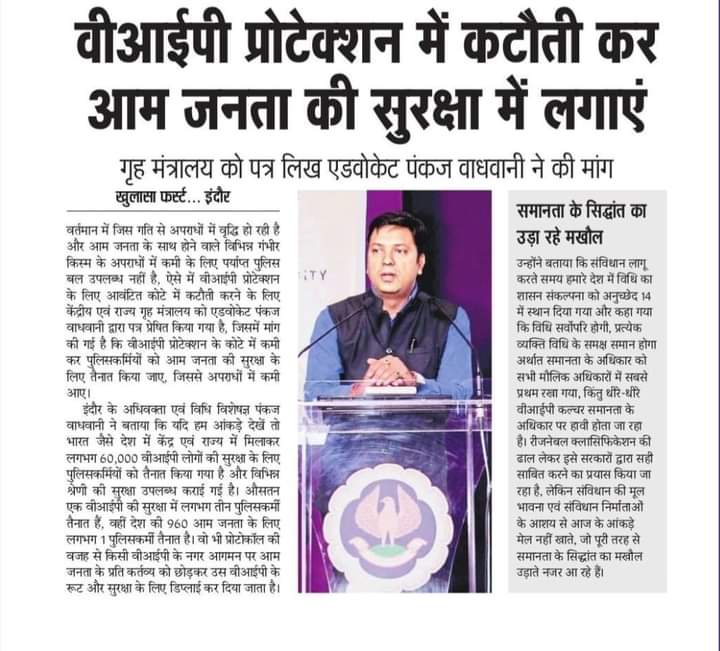 वीआईपी प्रोटेक्शन में कटौती कर
आम जनता की सुरक्षा में लगाएं
गृह मंत्रालय को पत्र लिख एडवोकेट पंकज वाधवानी ने की मांग
खुलासा फर्स्ट... इंदौर
वर्तमान में जिस गति से अपराधों में वृद्धि हो रही है
और आम जनता के साथ होने वाले विभिन्न गंभीर
किस्म के अपराधों में कमी के लिए पर्याप्त पुलिस
बल उपलब्ध नहीं है, ऐसे में वीआईपी प्रोटेक्शन
के लिए आवंटित कोटे में कटौती करने के लिए
केंद्रीय एवं राज्य गृह मंत्रालय को एडवोकेट पंकज
वाधवानी द्वारा पत्र प्रेषित किया गया है, जिसमें मांग
की गई है कि वीआईपी प्रोटेक्शन के कोटे में कमी
कर पुलिसकर्मियों को आम जनता की सुरक्षा के
लिए तैनात किया जाए, जिससे अपराधों में कमी
आए।
इंदौर के अधिवक्ता एवं विधि विशेषज्ञ पंकज
वाधवानी ने बताया कि यदि हम आंकड़े देखें तो
भारत जैसे देश में केंद्र एवं राज्य में मिलाकर
लगभग 60,000 वीआईपी लोगों की सुरक्षा के लिए
पुलिसकर्मियों को तैनात किया गया है और विभिन्न
श्रेणी की सुरक्षा उपलब्ध कराई गई है। औसतन
एक वीआईपी की सुरक्षा में लगभग तीन पुलिसकर्मी
तैनात हैं, वहीं देश की 960 आम जनता के लिए
लगभग 1 पुलिसकर्मी तैनात है। वो भी प्रोटोकॉल की
वजह से किसी वीआईपी के नगर आगमन पर आम
जनता के प्रति कर्तव्य को छोड़कर उस वीआईपी के
रूट और सुरक्षा के लिए डिप्लाई कर दिया जाता है।
ITY
समानता के सिद्धांत का
उड़ा रहे मखौल
उन्होंने बताया कि संविधान लागू
करते समय हमारे देश में विधि का
शासन संकल्पना को अनुच्छेद 14
में स्थान दिया गया और कहा गया
कि विधि सर्वोपरि होगी, प्रत्येक
व्यक्ति विधि के समक्ष समान होगा
अर्थात समानता के अधिकार को
सभी मौलिक अधिकारों में सबसे
प्रथम रखा गया, किंतु धीरे-धीरे
वीआईपी कल्चर समानता के
अधिकार पर हावी होता जा रहा
है। रीजनेबल क्लासिफिकेशन की
ढाल लेकर इसे सरकारों द्वारा सही
साबित करने का प्रयास किया जा
रहा है, लेकिन संविधान की मूल
भावना एवं संविधान निर्माताओं
के आशय से आज के आंकड़े
मेल नहीं खाते, जो पूरी तरह से
समानता के सिद्धांत का मखौल
उड़ाते नजर आ रहे हैं।